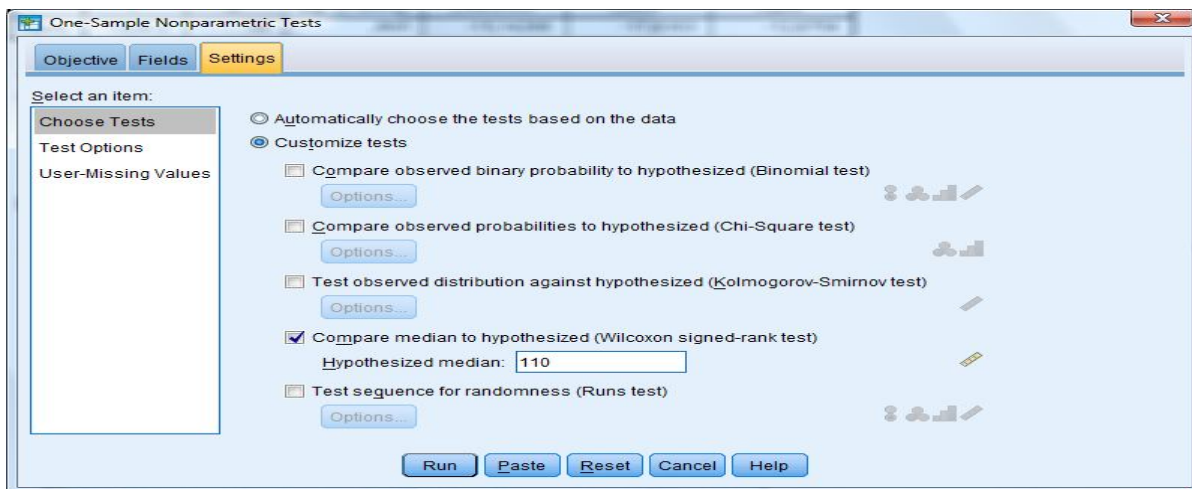 One-Sample Nonparametric Tests
Objective Fields Settings
Select an item:
Choose Tests
Test Options
User-Missing Values
Automatically choose the tests based on the data
Customize tests
Compare observed binary probability to hypothesized (Binomial test)
Options...
Compare observed probabilities to hypothesized (Chi-Square test)
Options...
Test observed distribution against hypothesized (Kolmogorov-Smirnov test)
Options...
Compare median to hypothesized (Wilcoxon signed-rank test)
Hypothesized median: 110
Test sequence for randomness (Runs test)
Options...
Run Paste Reset Cancel Help